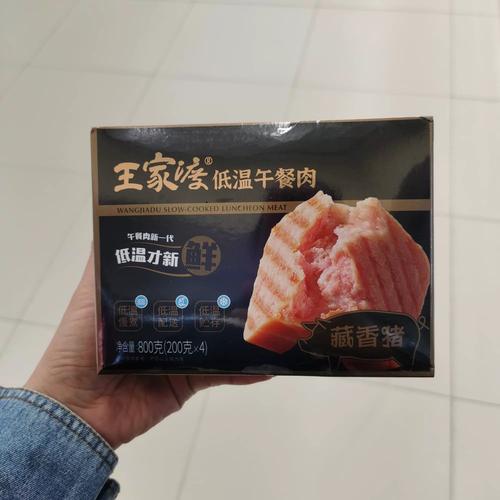 王家渡®低温午餐肉
WANGJIADU SLOW-COOKED LUNCHEON MEAT
午餐肉新一代
低温才新鲜
低温慢煮
低温配送
低温贮存
藏香猪
净含量:800克(200克×4)